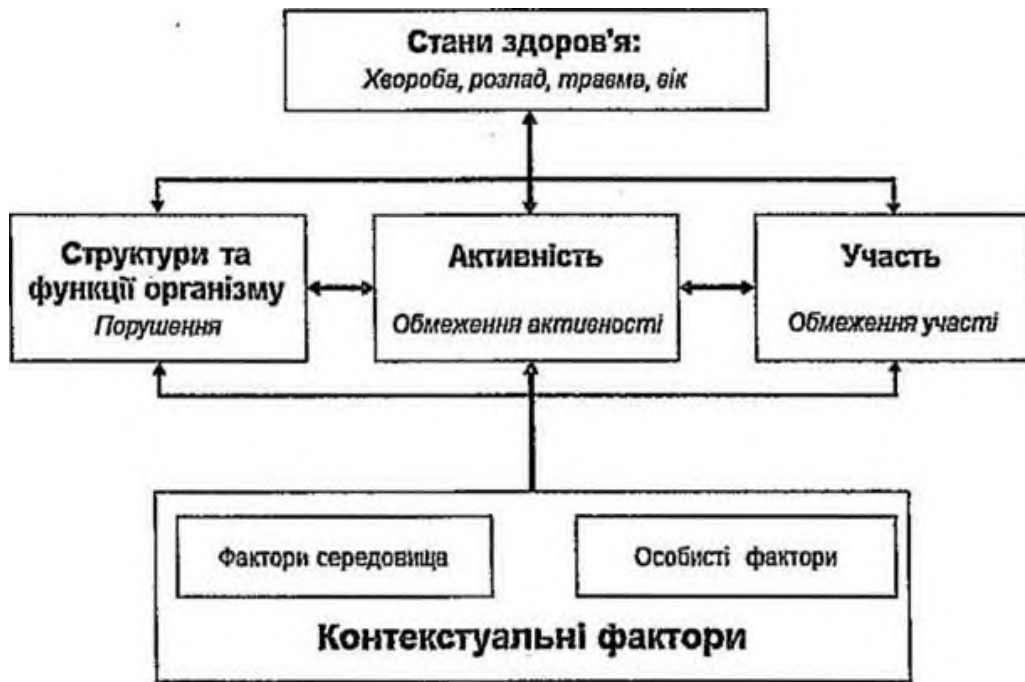 Стани здоров'я:
Хвороба, розлад, травма, вік
Структури та
функції організму
Порушення
Активність
Обмеження активності
Участь
Обмеження участі
Фактори середовища
Особисті фактори
Контекстуальні фактори